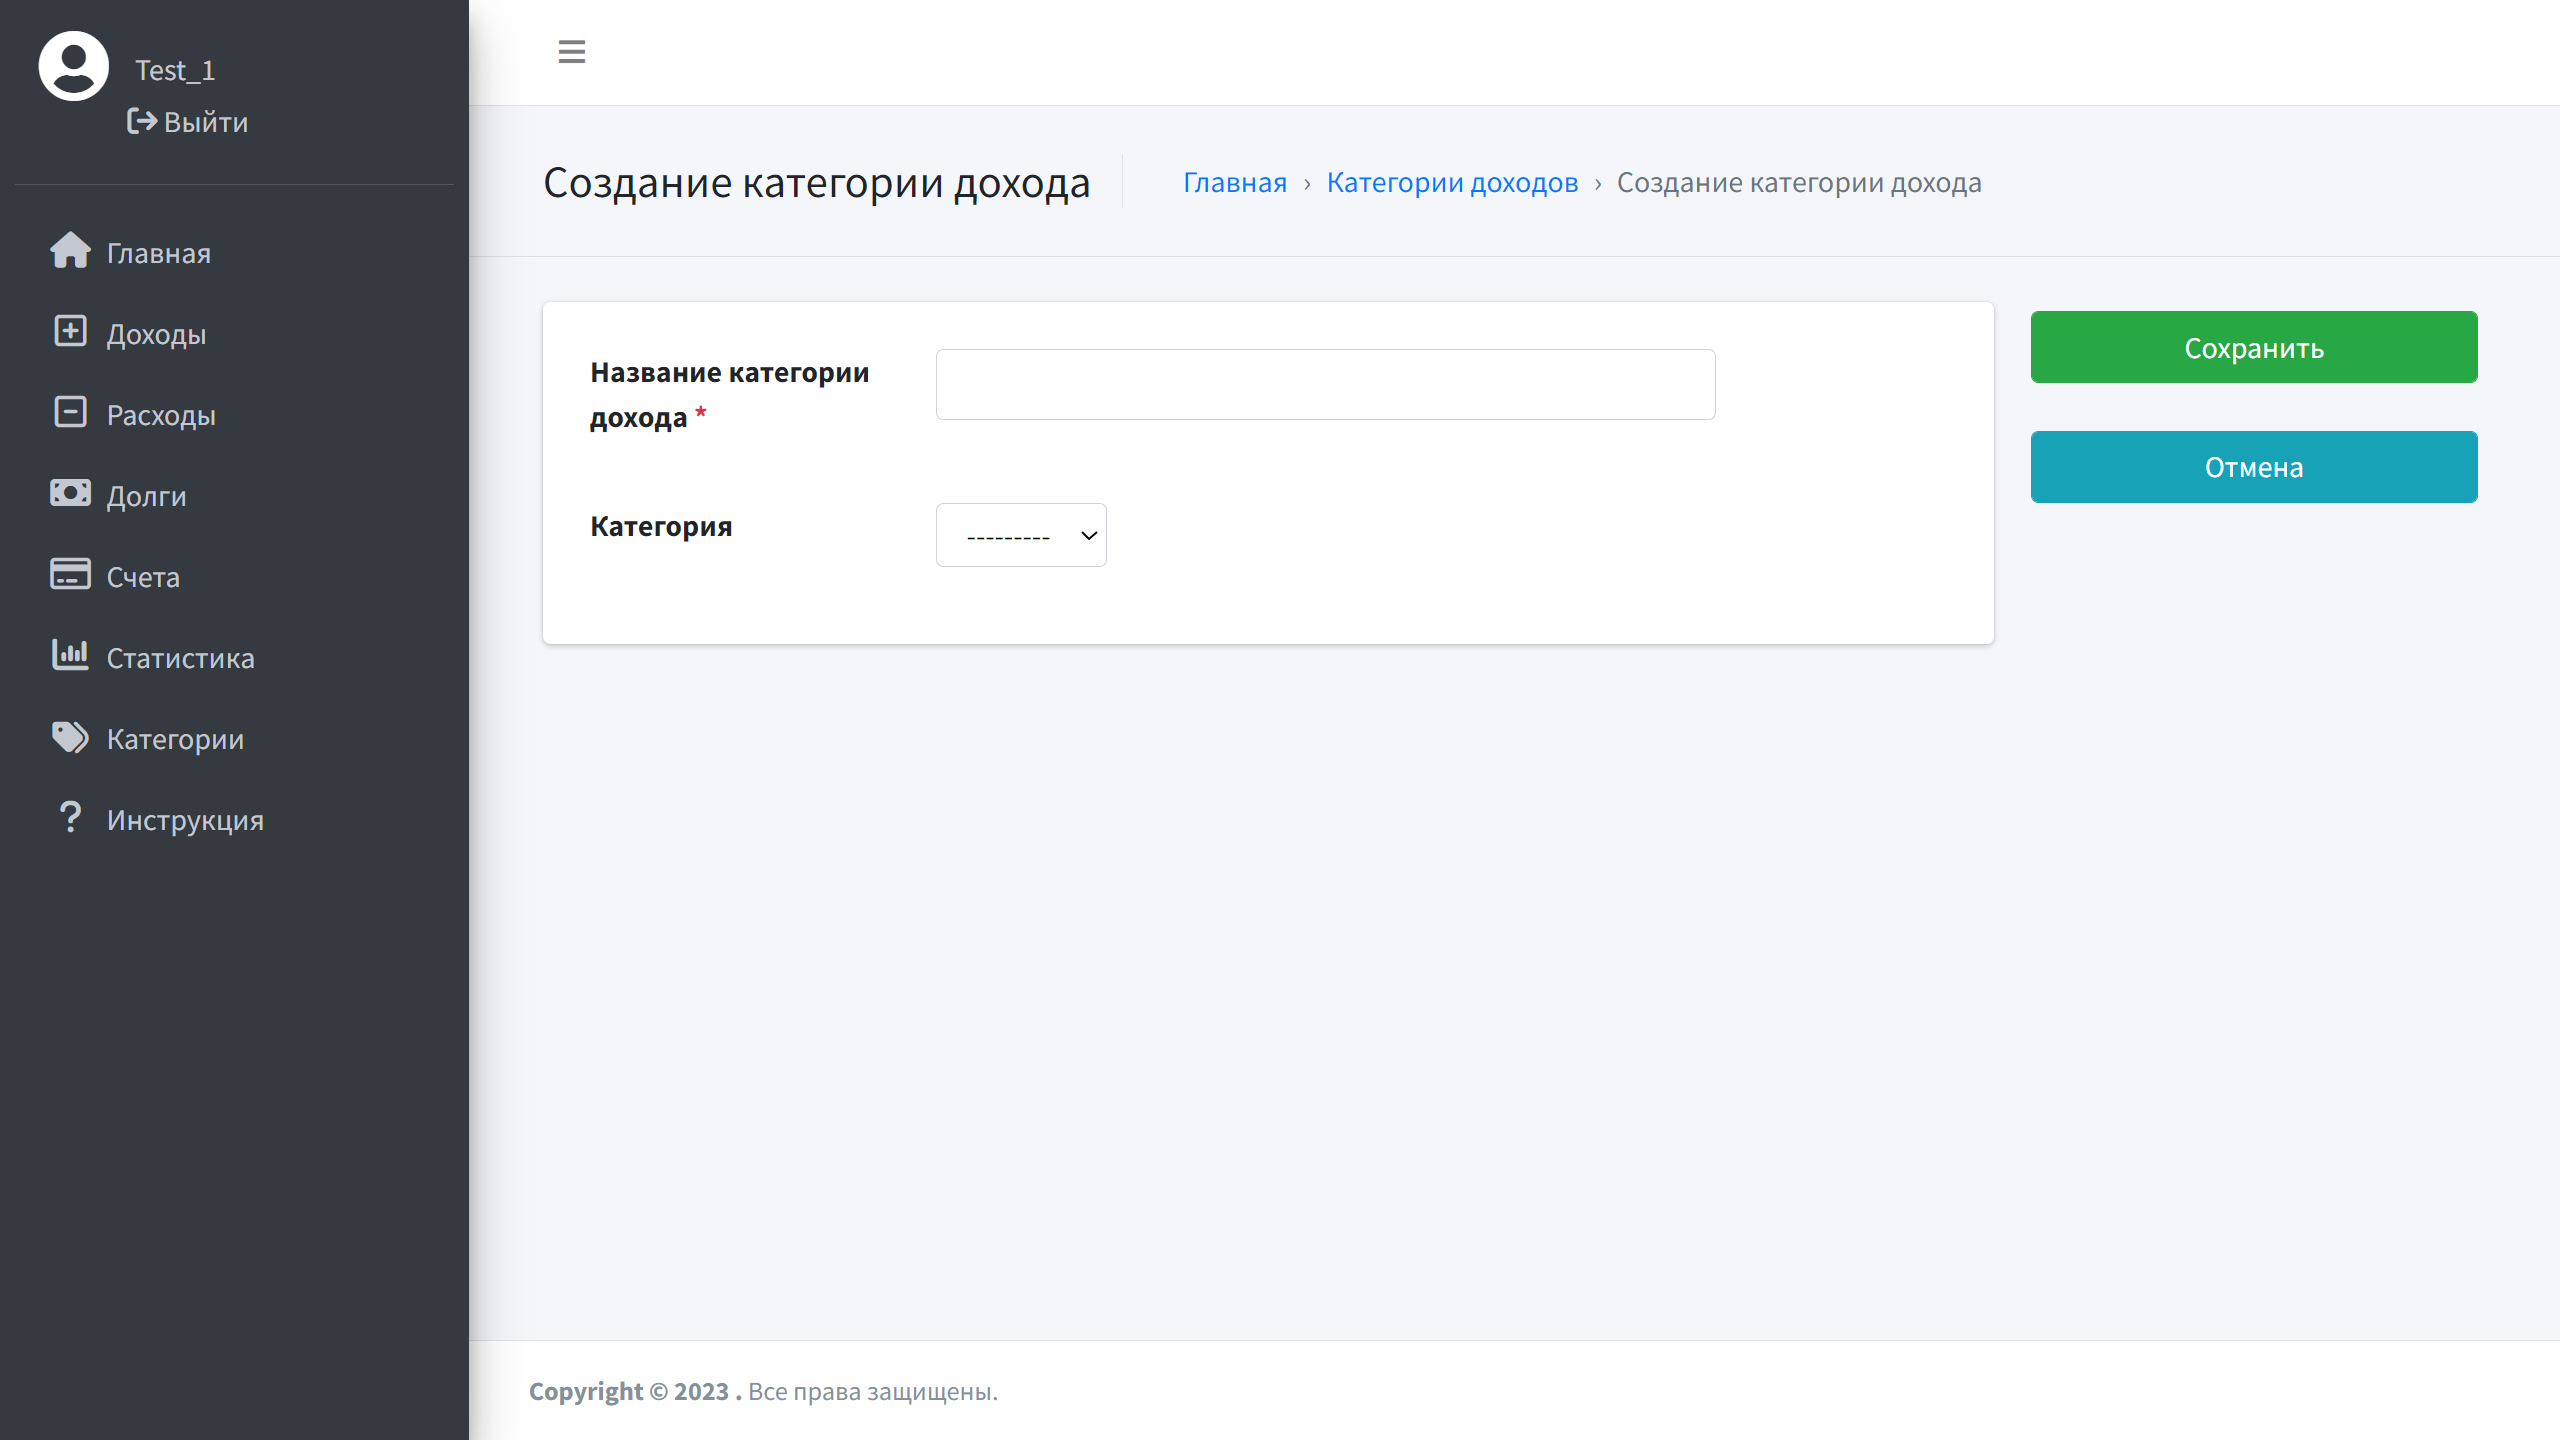 Test_1
Выйти
Главная
Доходы
Расходы
Долги
Счета
Статистика
Категории
Инструкция
Создание категории дохода
Главная › Категории доходов › Создание категории дохода
Название категории
дохода *
Категория
---------
Сохранить
Отмена
Copyright © 2023 . Все права защищены.